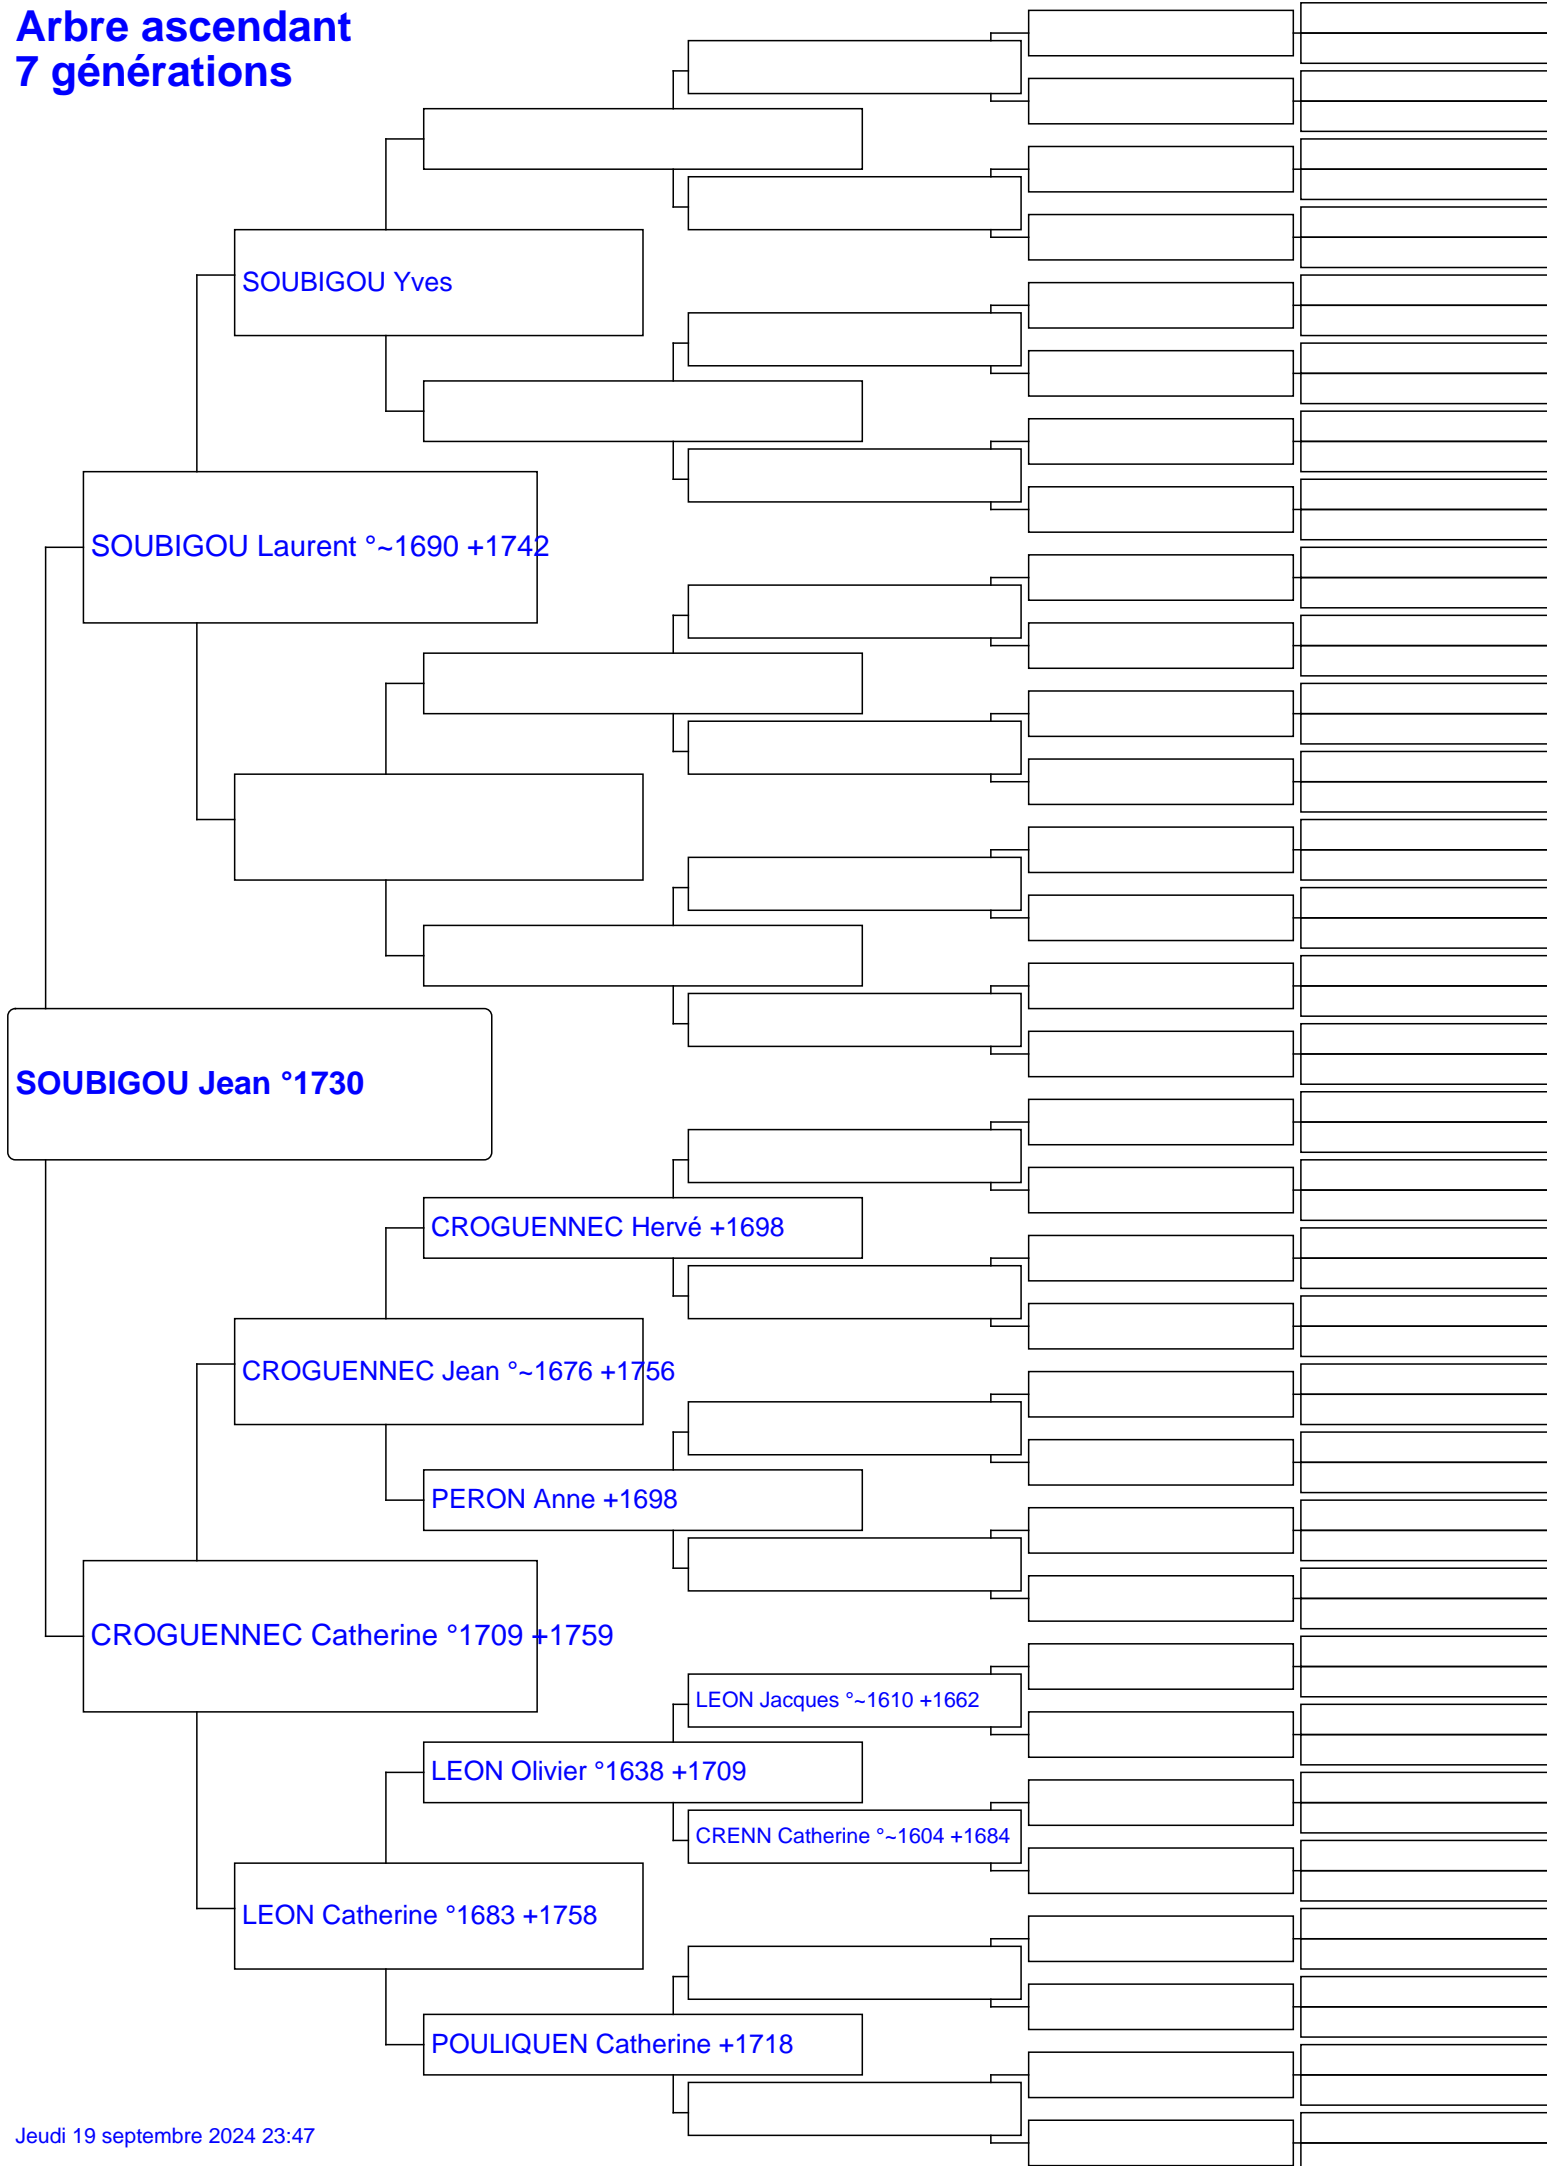 Arbre ascendant
7 générations
SOUBIGOU Yves
SOUBIGOU Laurent °~1690 +1742
SOUBIGOU Jean °1730
CROGUENNEC Hervé +1698
CROGUENNEC Jean °~1676 +1756
PERON Anne +1698
CROGUENNEC Catherine °1709 +1759
LEON Jacques °~1610 +1662
LEON Olivier °1638 +1709
CRENN Catherine °~1604 +1684
LEON Catherine °1683 +1758
POULIQUEN Catherine +1718
Jeudi 19 septembre 2024 23:47